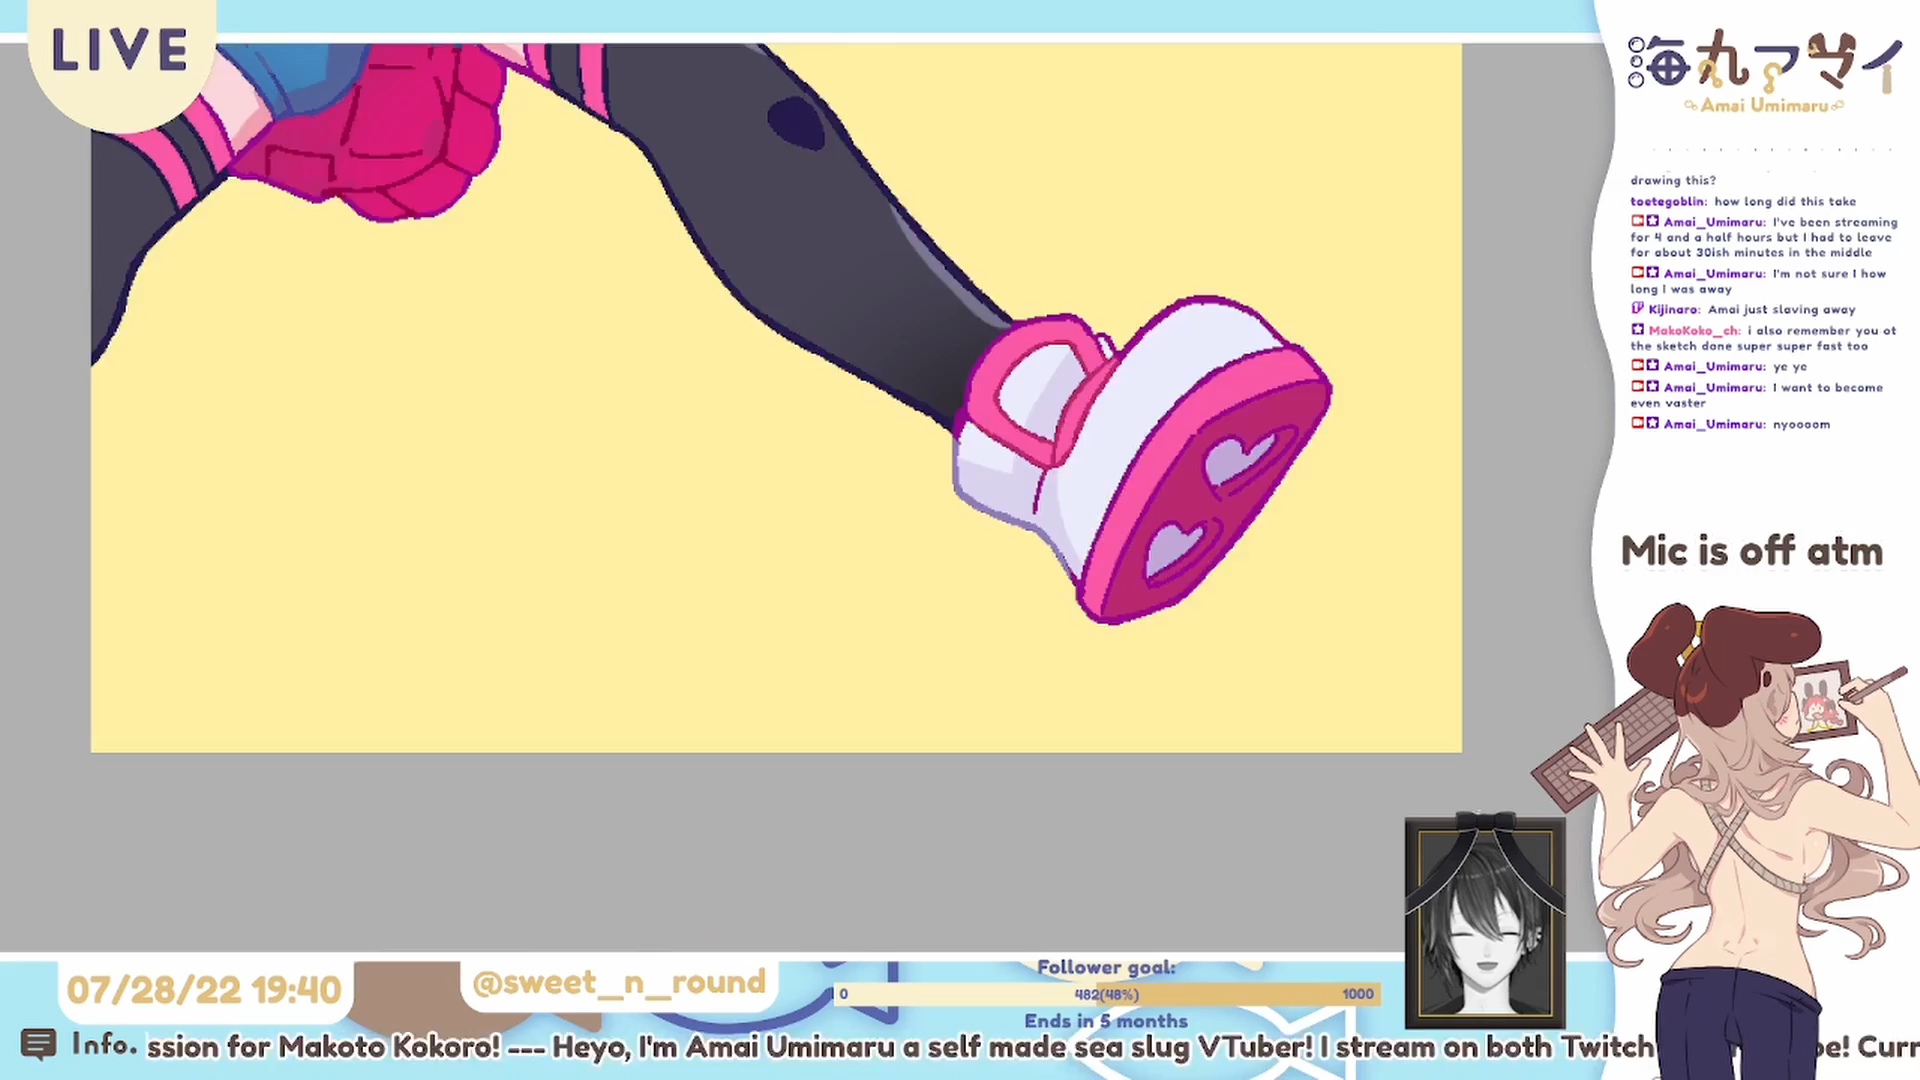 LIVE
海丸アマイ
Amai Umimaru
drawing this?
toetegoblin: how long did this take
Amai_Umimaru: I've been streaming
for 4 and a half hours but I had to leave
for about 30ish minutes in the middle
Amai_Umimaru: I'm not sure I how
long I was away
Kijinaro: Amai just slaving away
MakoKoko_ch: i also remember you ot
the sketch done super super fast too
Amai_Umimaru: ye ye
Amai_Umimaru: I want to become
even vaster
Amai_Umimaru: nyoooom
Mic is off atm
07/28/22 19:40
@sweet_n_round
Follower goal:
0 482(48%) 1000
Ends in 5 months
Info. ssion for Makoto Kokoro! --- Heyo, I'm Amai Umimaru a self made sea slug VTuber! I stream on both Twitch be! Curr